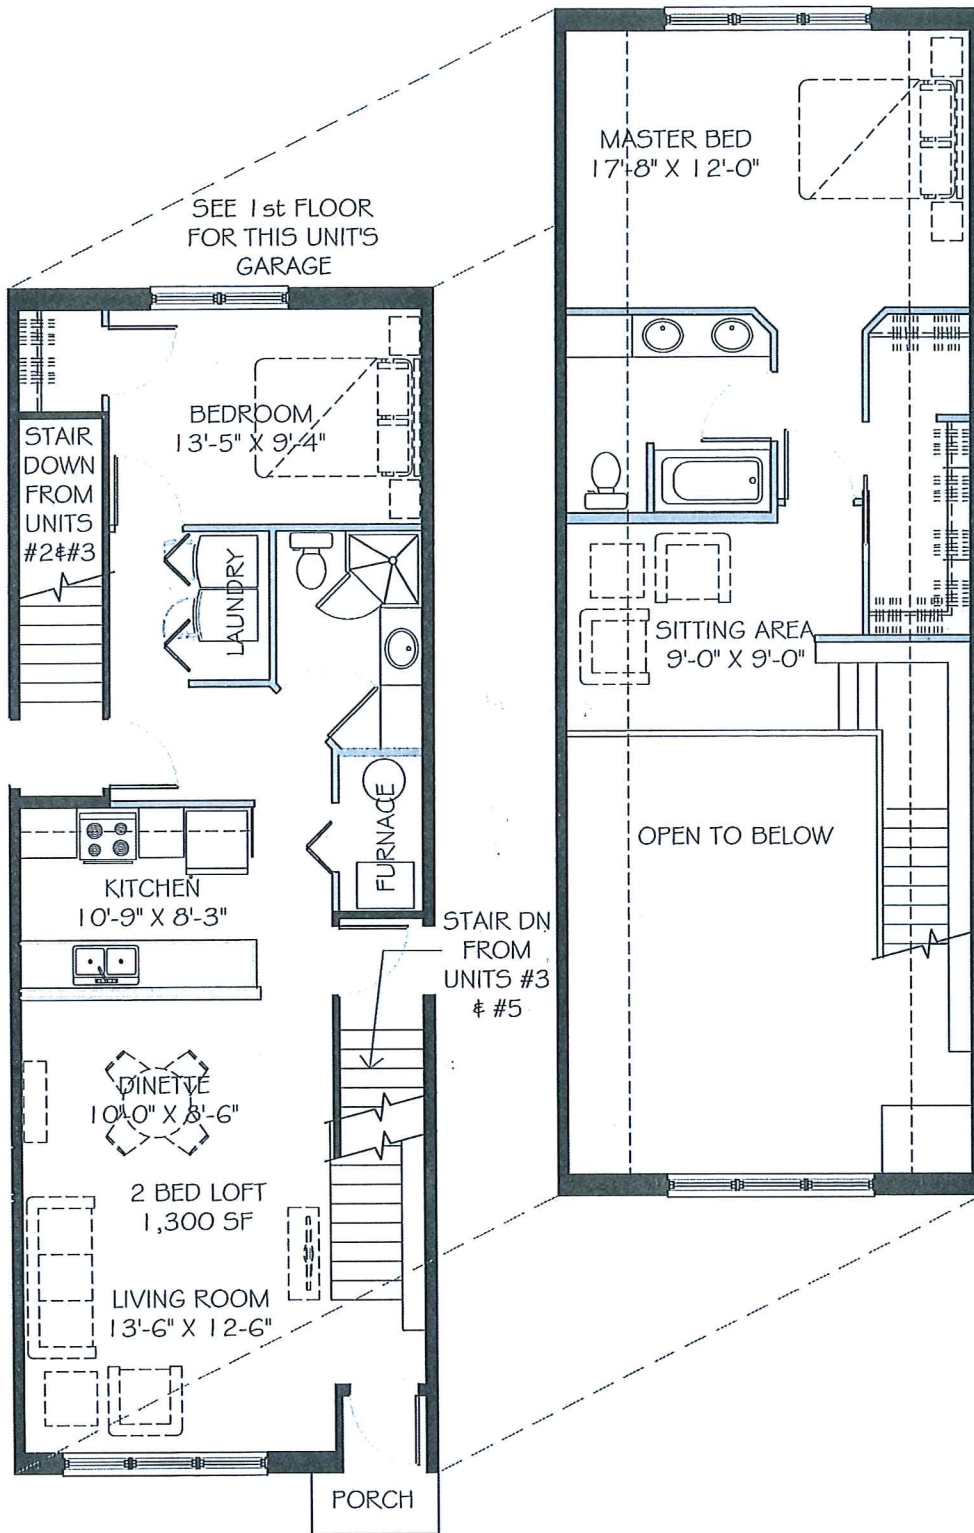 MASTER BED
17'-8" X 12'-0"
SEE 1st FLOOR
FOR THIS UNIT'S
GARAGE
BEDROOM
13'-5" X 9'-4"
STAIR
DOWN
FROM
UNITS
#2&#3
LAUNDRY
SITTING AREA
9'-0" X 9'-0"
FURNACE
OPEN TO BELOW
KITCHEN
10'-9" X 8'-3"
STAIR DN
FROM
UNITS #3
& #5
DINETTE
10'-0" X 8'-6"
2 BED LOFT
1,300 SF
LIVING ROOM
13'-6" X 12-6"
PORCH